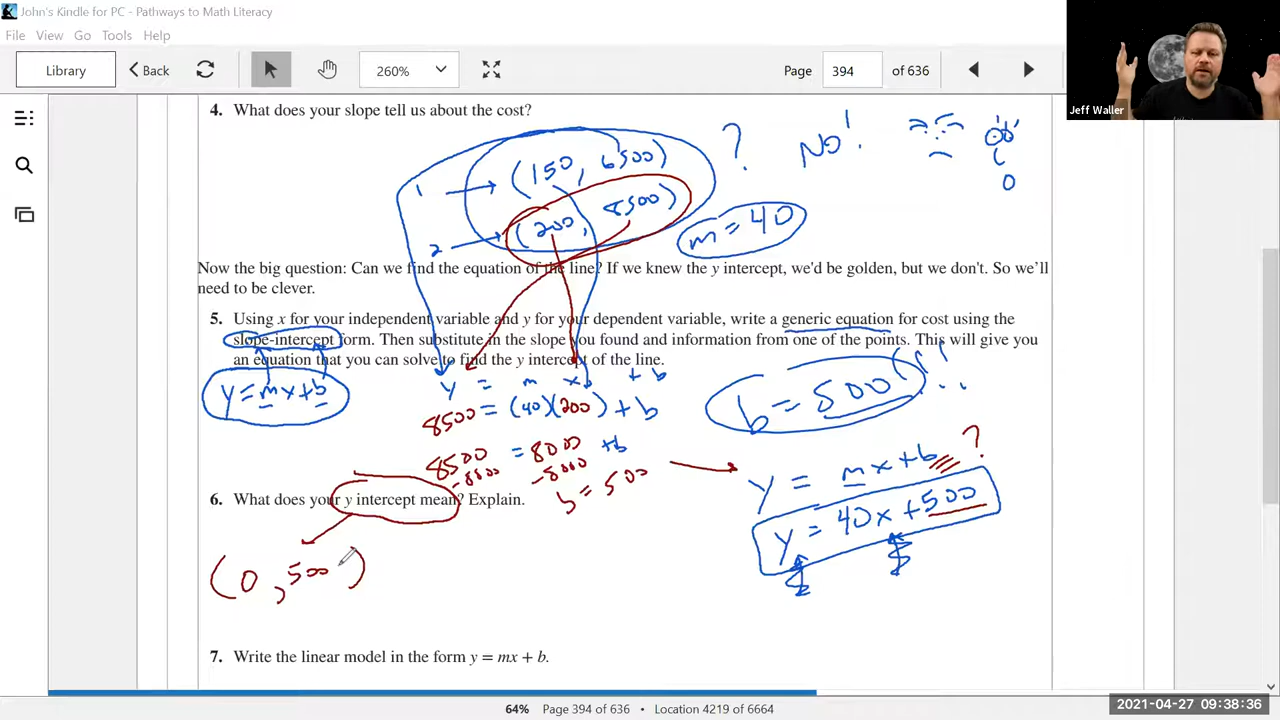 John's Kindle for PC - Pathways to Math Literacy
File View Go Tools Help
Library Back 260% Page 394 of 636
Jeff Waller
4. What does your slope tell us about the cost?
1 (150, 6500) ? NO!
2 (200, 8500) m = 40
Now the big question: Can we find the equation of the line? If we knew the y intercept, we'd be golden, but we don't. So we'll
need to be clever.
5. Using x for your independent variable and y for your dependent variable, write a generic equation for cost using the
slope-intercept form. Then substitute in the slope you found and information from one of the points. This will give you
an equation that you can solve to find the y intercept of the line.
y = mx + b
y = m x + b
8500 = (40)(200) + b
8500 = 8000 + b
-8000 -8000
b = 500
b = 500!!
y = mx + b ?
y = 40x + 500
$ $
6. What does your y intercept mean? Explain.
(0, 500)
7. Write the linear model in the form y = mx + b.
64% Page 394 of 636 Location 4219 of 6664
2021-04-27 09:38:36